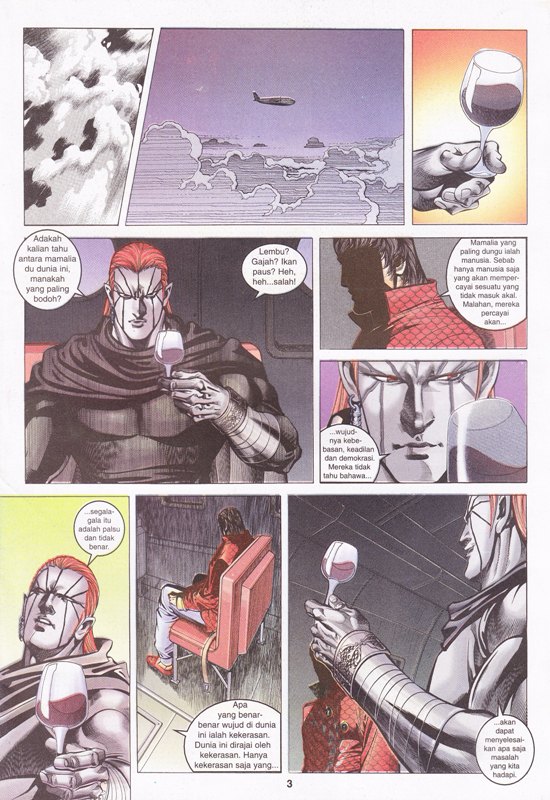 Adakah
kalian tahu
antara mamalia
du dunia ini,
manakah
yang paling
bodoh?
Lembu?
Gajah? Ikan
paus? Heh,
heh...salah!
Mamalia yang
paling dungu ialah
manusia. Sebab
hanya manusia saja
yang akan memper-
cayai sesuatu yang
tidak masuk akal.
Malahan, mereka
percayai
akan...
...wujud-
nya kebe-
basan, keadilan
dan demokrasi.
Mereka tidak
tahu bahawa...
...segala-
gala itu
adalah palsu
dan tidak
benar.
Apa
yang benar-
benar wujud di dunia
ini ialah kekerasan.
Dunia ini dirajai oleh
kekerasan. Hanya
kekerasan saja yang...
...akan
dapat
menyelesai-
kan apa saja
masalah
yang kita
hadapi.
3